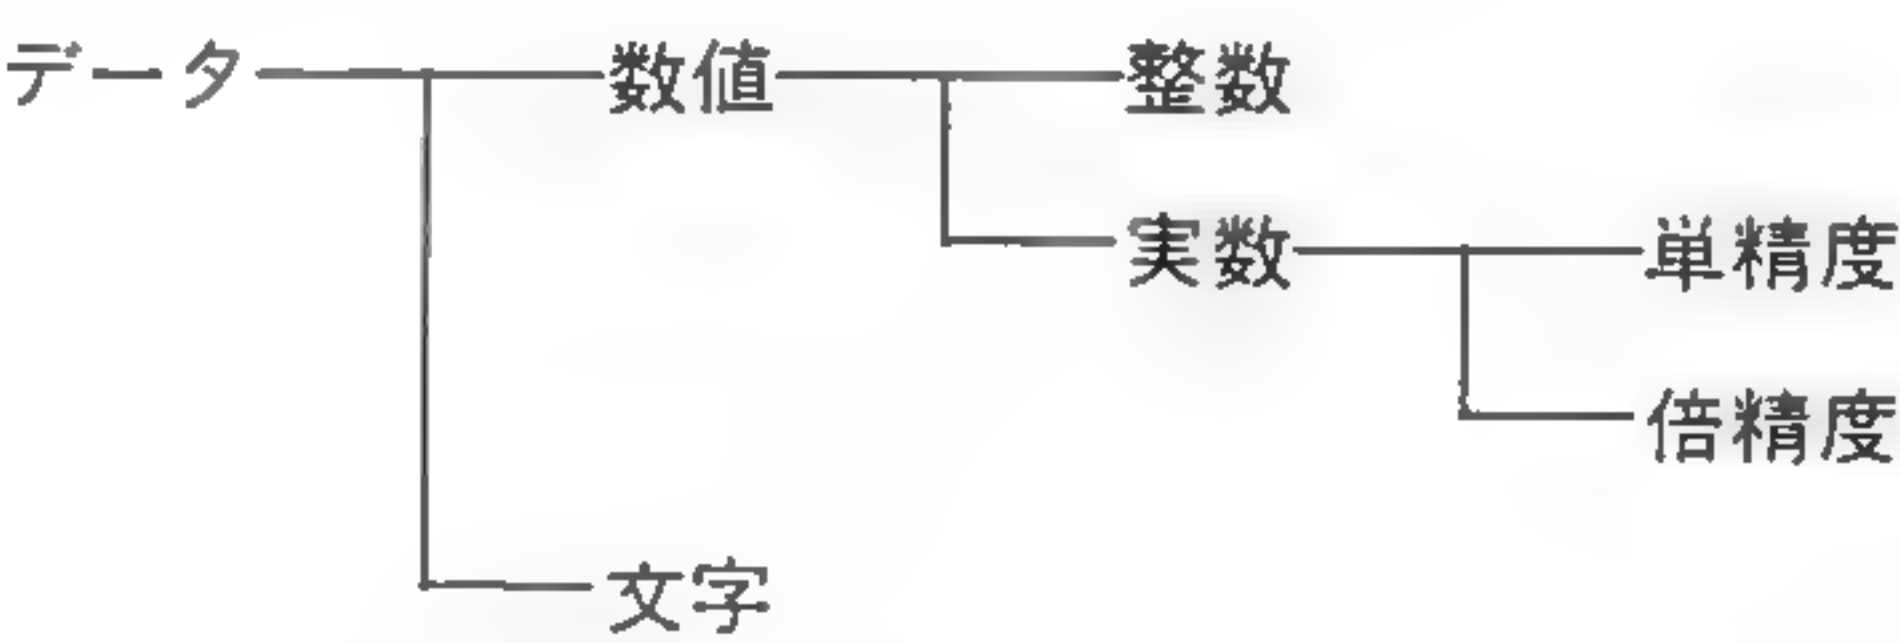 データ 数値 整数
実数 単精度
倍精度
文字